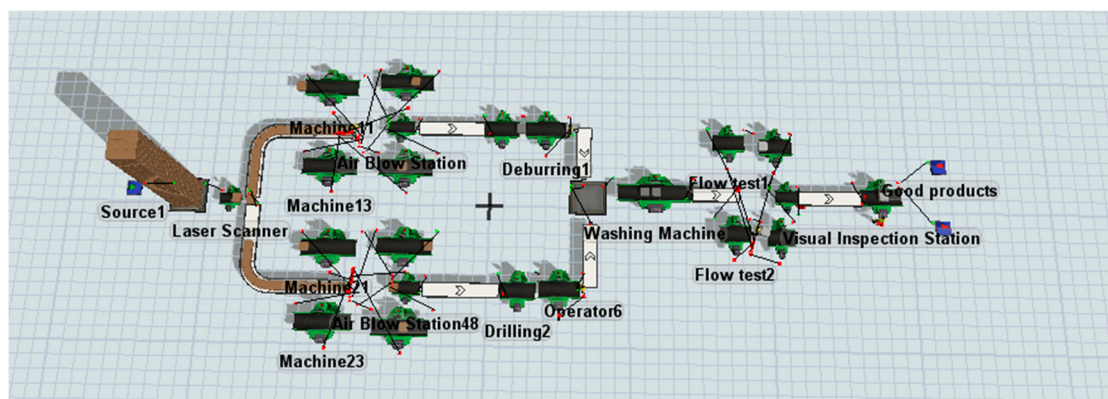 Machine11
Air Blow Station
Deburring1
Machine13
Source1
Laser Scanner
Flow test1
Good products
Washing Machine
Visual Inspection Station
Flow test2
Machine21
Air Blow Station48
Operator6
Drilling2
Machine23